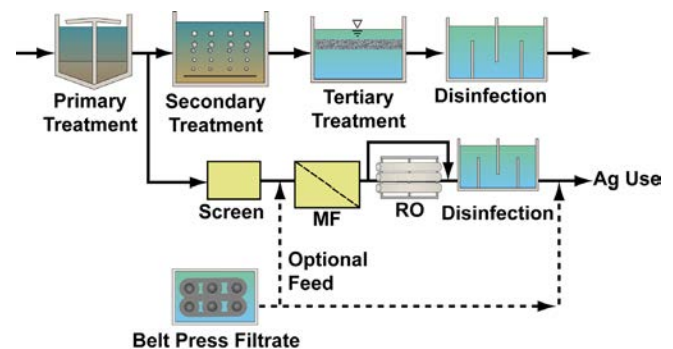 Primary
Treatment
Secondary
Treatment
Tertiary
Treatment
Disinfection
Screen
MF
RO
Disinfection
Ag Use
Optional
Feed
Belt Press Filtrate